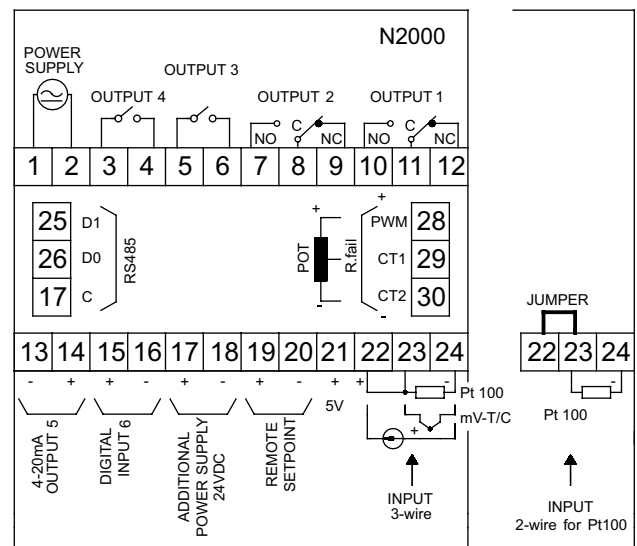 N2000
POWER
SUPPLY
OUTPUT 3
OUTPUT 4
OUTPUT 2
OUTPUT 1
NO C NC NO C NC
1 2 3 4 5 6 7 8 9 10 11 12
25 D1
26 D0
17 C
RS485
POT
R.fail
+
-
+
-
PWM 28
CT1 29
CT2 30
JUMPER
13 14 15 16 17 18 19 20 21 22 23 24
22 23 24
- + + - + - + - + + -
-
5V
Pt 100
mV-T/C
+
Pt 100
4-20mA
OUTPUT 5
DIGITAL
INPUT 6
ADDITIONAL
POWER SUPPLY
24VDC
REMOTE
SETPOINT
INPUT
3-wire
INPUT
2-wire for Pt100